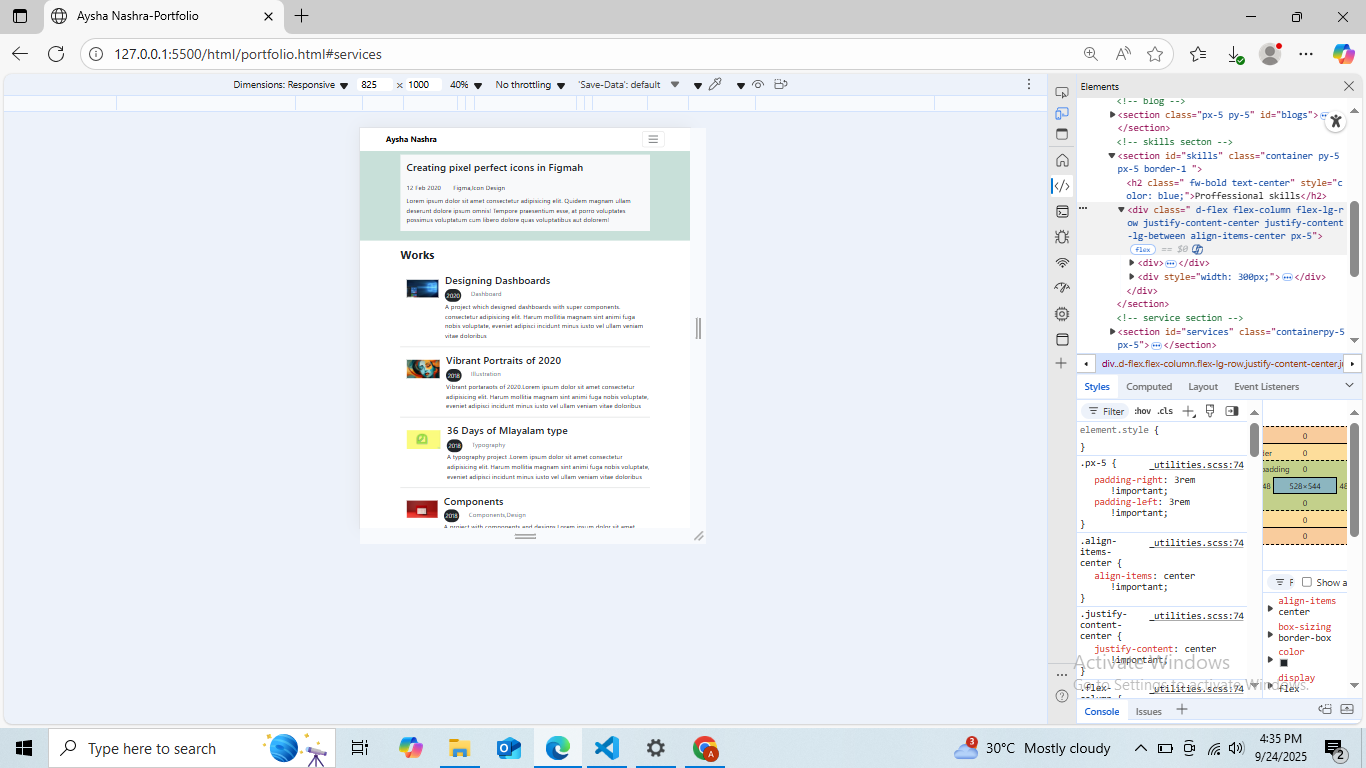 Aysha Nashra-Portfolio
127.0.0.1:5500/html/portfolio.html#services
Dimensions: Responsive 825 × 1000 40% No throttling 'Save-Data': default
Aysha Nashra
Creating pixel perfect icons in Figmah
12 Feb 2020 Figma,Icon Design
Lorem ipsum dolor sit amet consectetur adipisicing elit. Quidem magnam ullam
deserunt dolore ipsum omnis! Tempore praesentium esse, at porro voluptates
possimus voluptatum cum libero dolore quas voluptatibus aut dolorem!
Works
Designing Dashboards
2020 Dashboard
A project which designed dashboards with super components.
consectetur adipisicing elit. Harum mollitia magnam sint animi fuga
nobis voluptate, eveniet adipisci incidunt minus iusto vel ullam veniam
vitae doloribus
Vibrant Portraits of 2020
2018 Illustration
Vibrant portaraots of 2020.Lorem ipsum dolor sit amet consectetur
adipisicing elit. Harum mollitia magnam sint animi fuga nobis voluptate,
eveniet adipisci incidunt minus iusto vel ullam veniam vitae doloribus
36 Days of Mlayalam type
2018 Typography
A typography project .Lorem ipsum dolor sit amet consectetur
adipisicing elit. Harum mollitia magnam sint animi fuga nobis voluptate,
eveniet adipisci incidunt minus iusto vel ullam veniam vitae doloribus
Components
2018 Components,Design
A project with components and designs.Lorem ipsum dolor sit amet
Elements
<!-- blog -->
<section class="px-5 py-5" id="blogs">
</section>
<!-- skills secton -->
<section id="skills" class="container py-5
px-5 border-1 ">
<h2 class=" fw-bold text-center" style="c
olor: blue;">Proffessional skills</h2>
<div class=" d-flex flex-column flex-lg-ro
w justify-content-center justify-content
-lg-between align-items-center px-5">
flex == $0
<div></div>
<div style="width: 300px;"></div>
</div>
</section>
<!-- service section -->
<section id="services" class="containerpy-5
px-5"></section>
div..d-flex.flex-column.flex-lg-row.justify-content-center.j
Styles Computed Layout Event Listeners
Filter :hov .cls
element.style {
}
.px-5 { _utilities.scss:74
padding-right: 3rem
!important;
padding-left: 3rem
!important;
}
.align-
items-
center { _utilities.scss:74
align-items: center
!important;
}
.justify-
content-
center { _utilities.scss:74
justify-content: center
!important;
}
.flex- _utilities.scss:74
column {
0
der 0
padding 0
48 528×544 48
0
0
0
F Show a
align-items
center
box-sizing
border-box
color
display
flex
Activate Windows
Go to Settings to activate Windows.
Console Issues
Type here to search
3
30°C Mostly cloudy
4:35 PM
9/24/2025
2